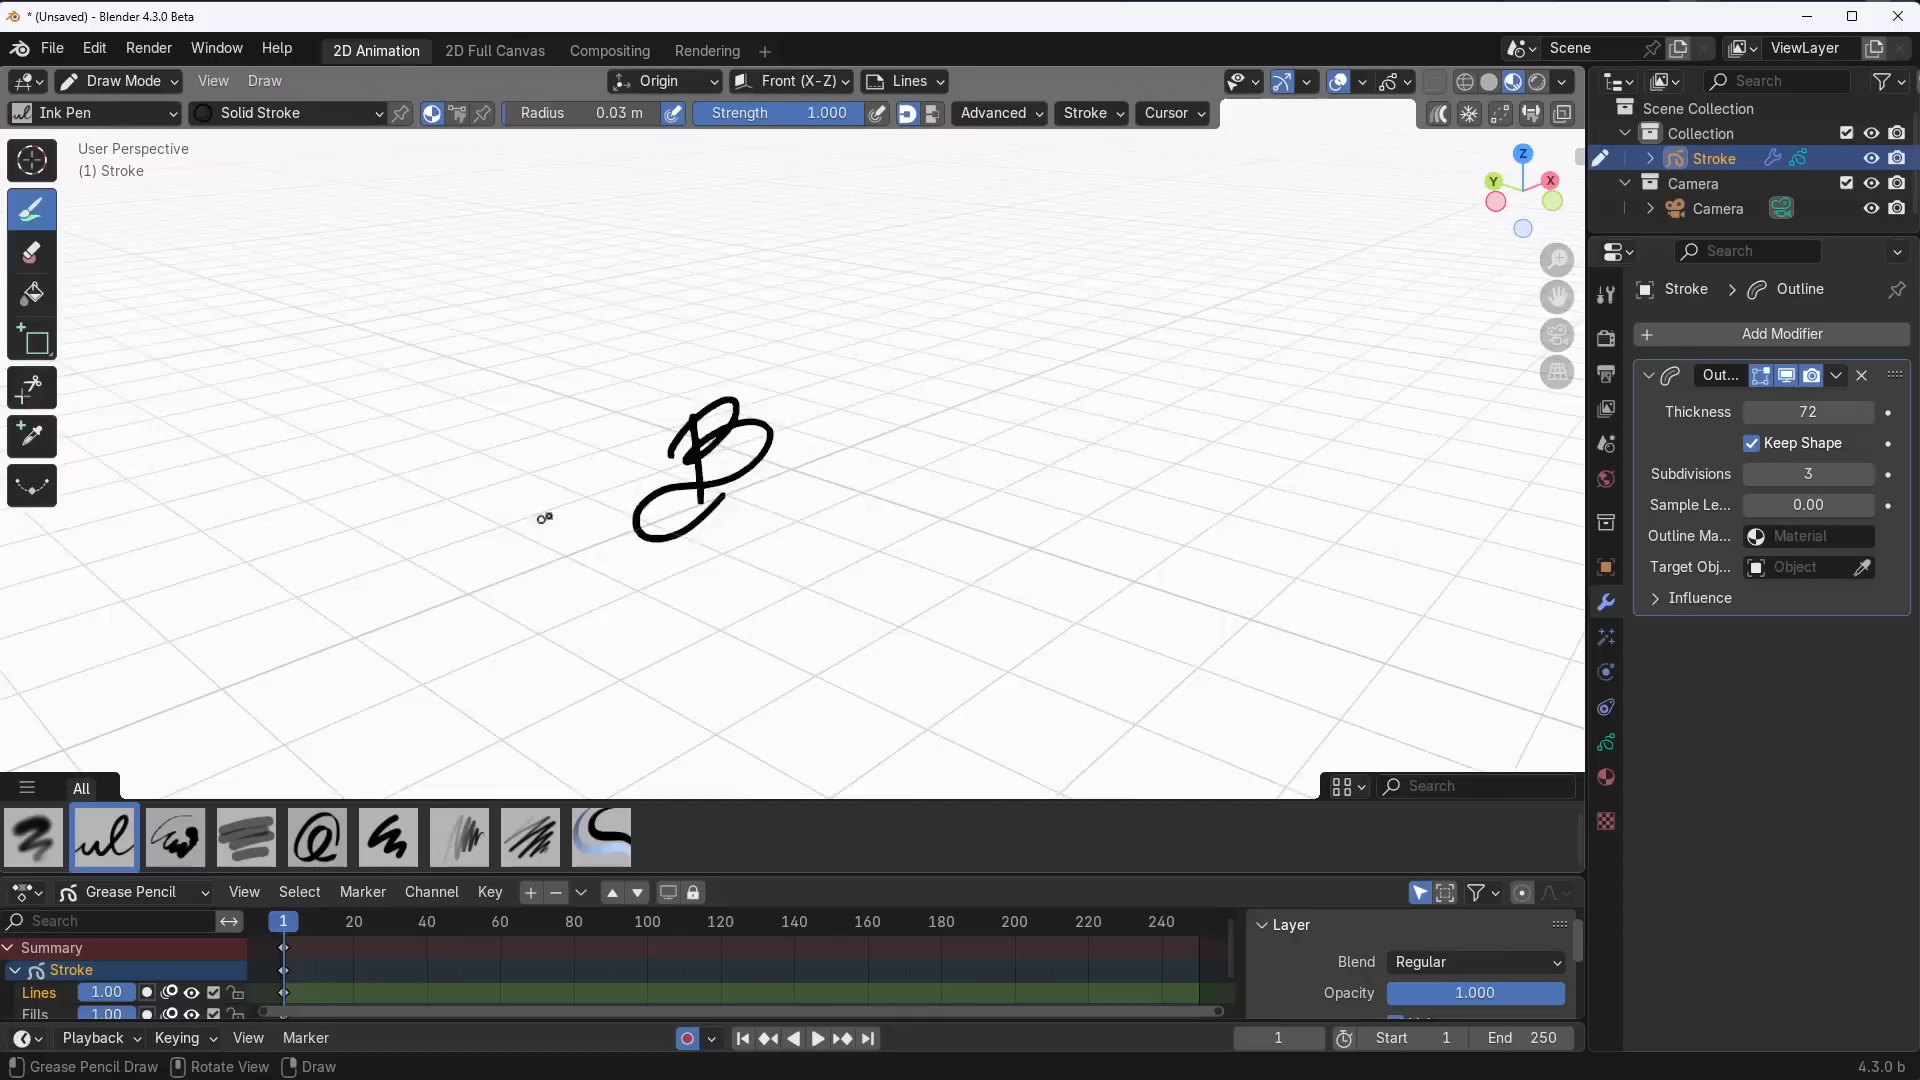 * (Unsaved) - Blender 4.3.0 Beta
File Edit Render Window Help 2D Animation 2D Full Canvas Compositing Rendering + Scene ViewLayer
Draw Mode View Draw Origin Front (X-Z) Lines Search
Ink Pen Solid Stroke Radius 0.03 m Strength 1.000 Advanced Stroke Cursor
Scene Collection
Collection
Stroke
Camera
Camera
User Perspective
(1) Stroke
Z
Y X
B
Search
Stroke > Outline
+ Add Modifier
Out...
Thickness 72
Keep Shape
Subdivisions 3
Sample Le... 0.00
Outline Ma... Material
Target Obj... Object
Influence
All Search
Grease Pencil View Select Marker Channel Key
Search 1 20 40 60 80 100 120 140 160 180 200 220 240
Summary
Stroke
Lines 1.00
Fills 1.00
Layer
Blend Regular
Opacity 1.000
Playback Keying View Marker 1 Start 1 End 250
Grease Pencil Draw Rotate View Draw 4.3.0 b